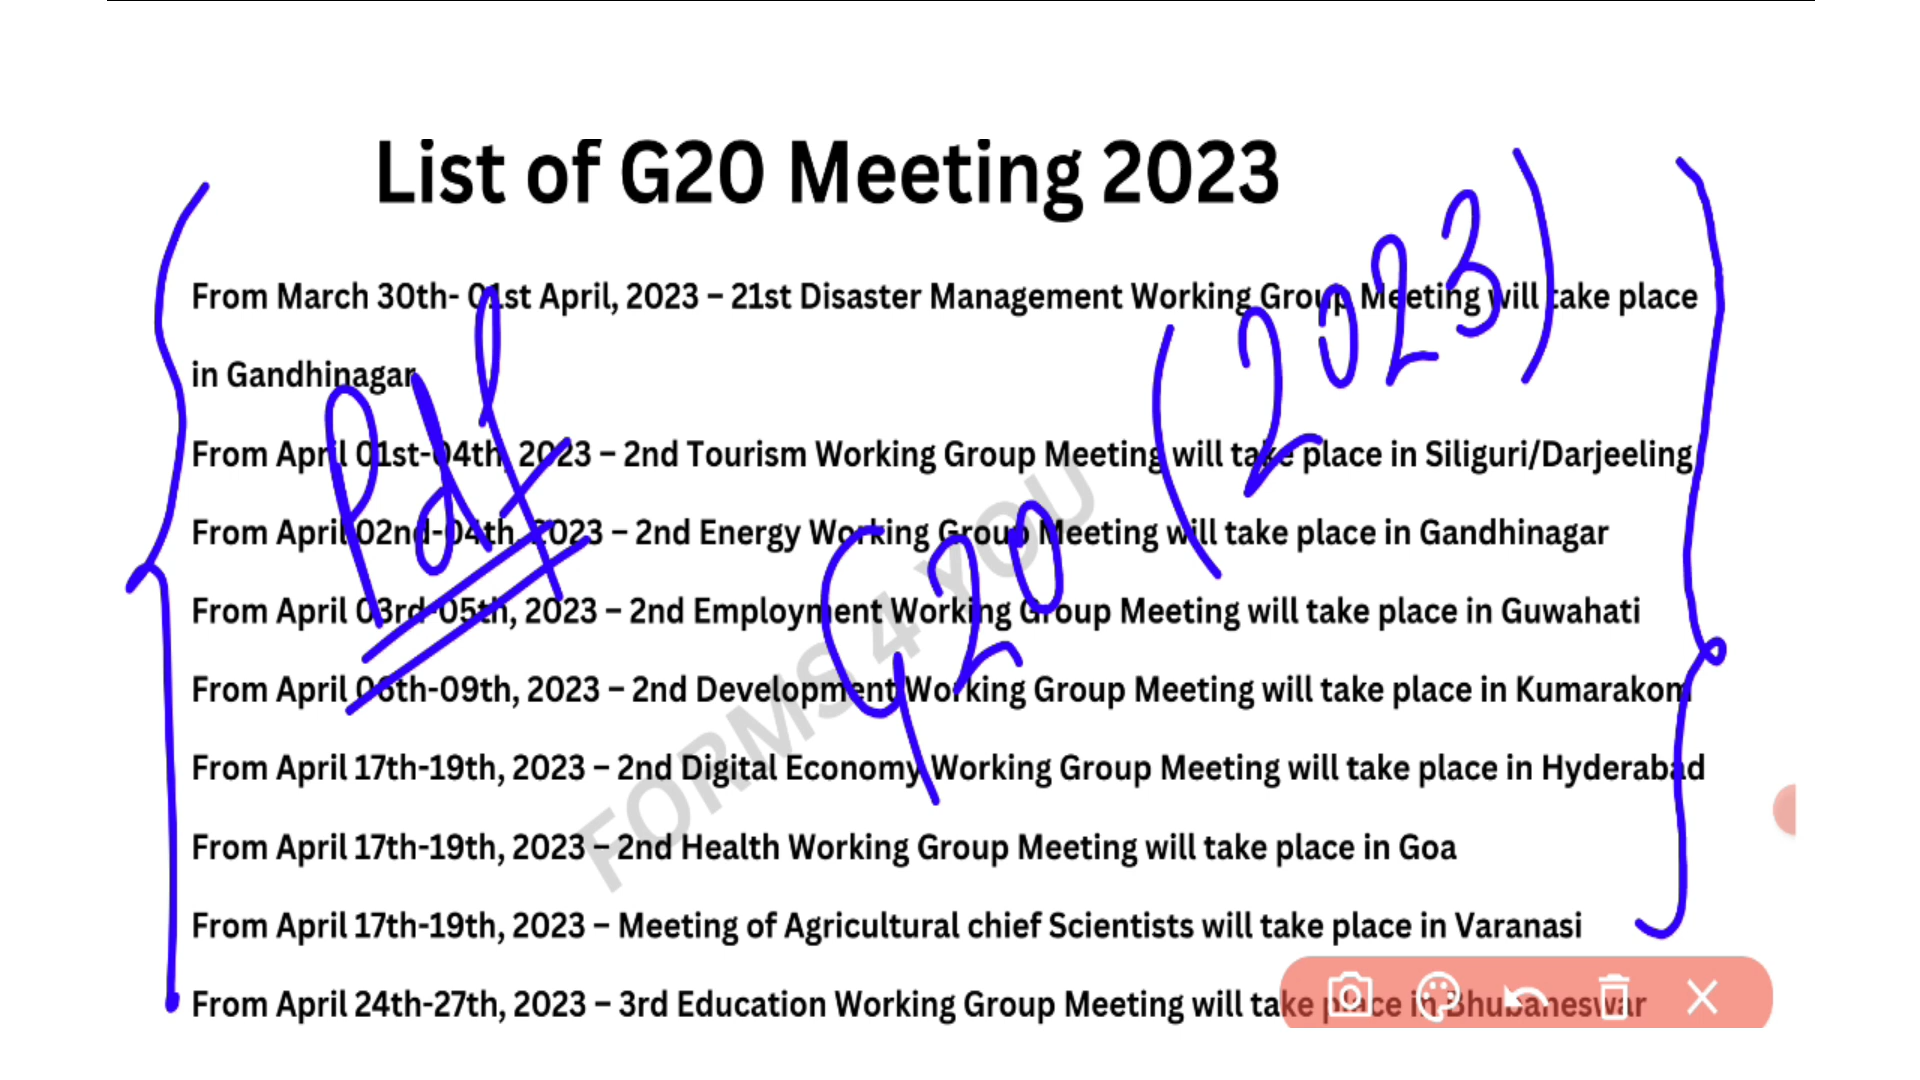 List of G20 Meeting 2023
From March 30th- 01st April, 2023 – 21st Disaster Management Working Group Meeting will take place
in Gandhinagar
From April 01st-04th, 2023 – 2nd Tourism Working Group Meeting will take place in Siliguri/Darjeeling
From April 02nd-04th, 2023 – 2nd Energy Working Group Meeting will take place in Gandhinagar
From April 03rd-05th, 2023 – 2nd Employment Working Group Meeting will take place in Guwahati
From April 06th-09th, 2023 – 2nd Development Working Group Meeting will take place in Kumarakom
From April 17th-19th, 2023 – 2nd Digital Economy Working Group Meeting will take place in Hyderabad
From April 17th-19th, 2023 – 2nd Health Working Group Meeting will take place in Goa
From April 17th-19th, 2023 – Meeting of Agricultural chief Scientists will take place in Varanasi
From April 24th-27th, 2023 – 3rd Education Working Group Meeting will take place in Bhubaneswar
Pdf
G20 (2023)
FORMS 4 YOU